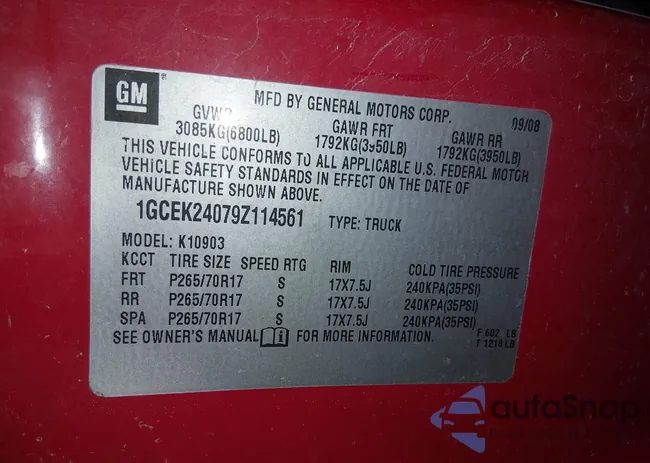 GM
MFD BY GENERAL MOTORS CORP. 09/08
GVWR GAWR FRT GAWR RR
3085KG(6800LB) 1792KG(3950LB) 1792KG(3950LB)
THIS VEHICLE CONFORMS TO ALL APPLICABLE U.S. FEDERAL MOTOR
VEHICLE SAFETY STANDARDS IN EFFECT ON THE DATE OF
MANUFACTURE SHOWN ABOVE.
1GCEK24079Z114561 TYPE: TRUCK
MODEL: K10903
KCCT TIRE SIZE SPEED RTG RIM COLD TIRE PRESSURE
FRT P265/70R17 S 17X7.5J 240KPA(35PSI)
RR P265/70R17 S 17X7.5J 240KPA(35PSI)
SPA P265/70R17 S 17X7.5J 240KPA(35PSI)
SEE OWNER'S MANUAL FOR MORE INFORMATION.
F 602 LB
T 1218 LB
autoSnap